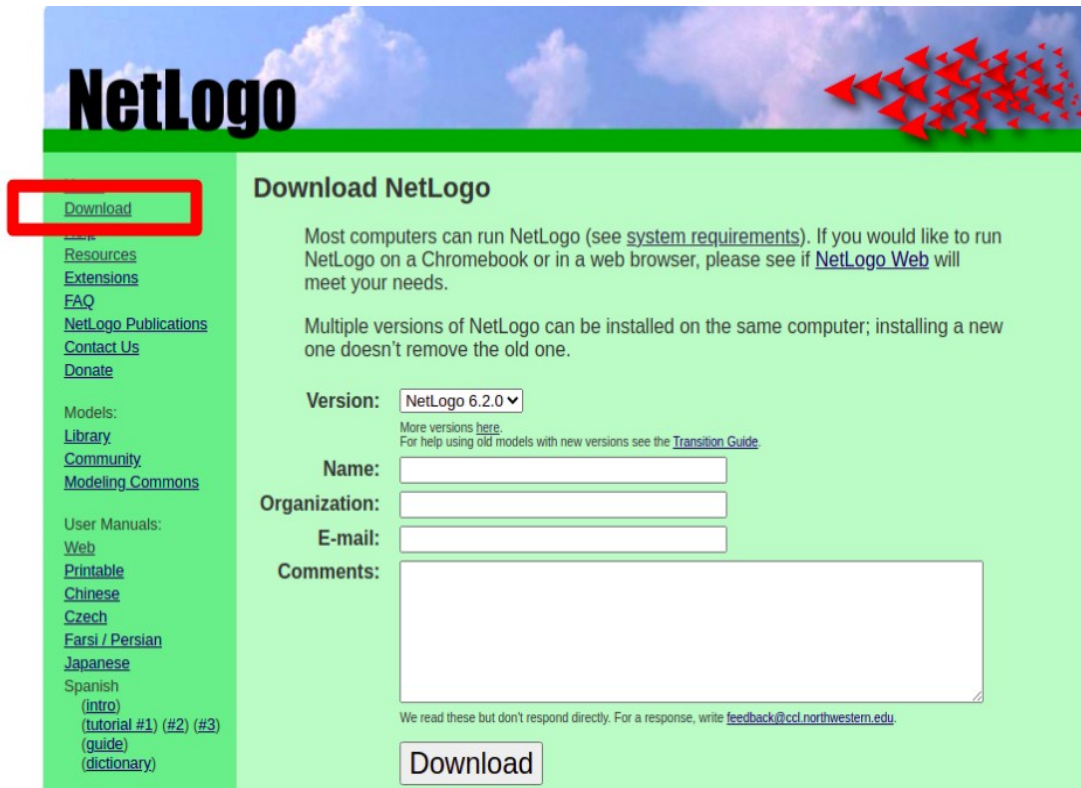 NetLogo
Download
Resources
Extensions
FAQ
NetLogo Publications
Contact Us
Donate
Models:
Library
Community
Modeling Commons
User Manuals:
Web
Printable
Chinese
Czech
Farsi / Persian
Japanese
Spanish
(intro)
(tutorial #1) (#2) (#3)
(guide)
(dictionary)
Download NetLogo
Most computers can run NetLogo (see system requirements). If you would like to run
NetLogo on a Chromebook or in a web browser, please see if NetLogo Web will
meet your needs.
Multiple versions of NetLogo can be installed on the same computer; installing a new
one doesn't remove the old one.
Version: NetLogo 6.2.0
More versions here.
For help using old models with new versions see the Transition Guide.
Name:
Organization:
E-mail:
Comments:
We read these but don't respond directly. For a response, write feedback@ccl.northwestern.edu.
Download